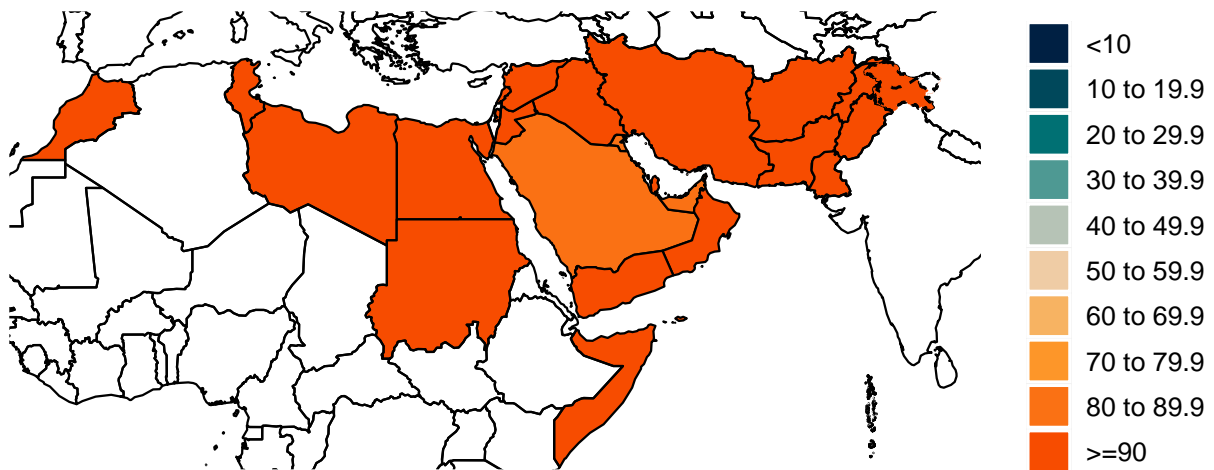 <10
10 to 19.9
20 to 29.9
30 to 39.9
40 to 49.9
50 to 59.9
60 to 69.9
70 to 79.9
80 to 89.9
>=90